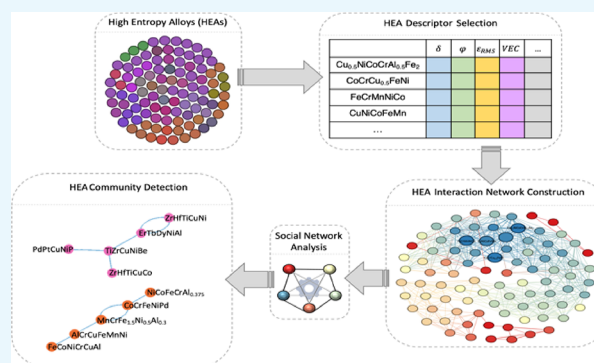 High Entropy Alloys (HEAs)
HEA Descriptor Selection
δ φ ε_RMS VEC ...
Cu₀.₅NiCoCrAl₀.₅Fe₂
CoCrCu₀.₅FeNi
FeCrMnNiCo
CuNiCoFeMn
...
HEA Community Detection
ZrHfTiCuNi
ErTbDyNiAl
PdPtCuNiP
TiZrCuNiBe
ZrHfTiCuCo
NiCoFeCrAl₀.₃₇₅
CoCrFeNiPd
MnCrFe₁.₅Ni₀.₅Al₀.₃
AlCrCuFeMnNi
FeCoNiCrCuAl
Social Network
Analysis
HEA Interaction Network Construction